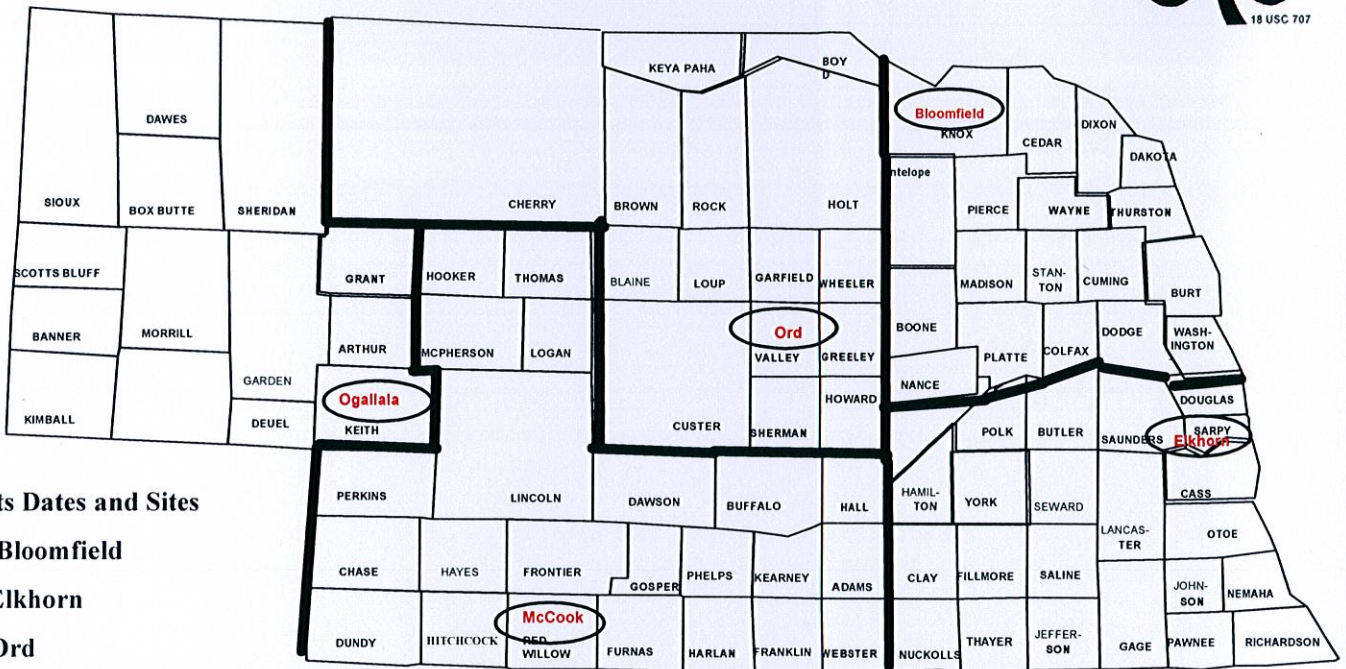 18 USC 707
KEYA PAHA
BOY
D
Bloomfield
KNOX
CEDAR
DIXON
DAKOTA
DAWES
ntelope
SIOUX
BOX BUTTE
SHERIDAN
CHERRY
BROWN
ROCK
HOLT
PIERCE
WAYNE
THURSTON
SCOTTS BLUFF
GRANT
HOOKER
THOMAS
BLAINE
LOUP
GARFIELD
WHEELER
MADISON
STAN-
TON
CUMING
BURT
BANNER
MORRILL
ARTHUR
MCPHERSON
LOGAN
Ord
VALLEY
GREELEY
BOONE
PLATTE
COLFAX
DODGE
WASH-
INGTON
GARDEN
NANCE
KIMBALL
DEUEL
Ogallala
KEITH
CUSTER
SHERMAN
HOWARD
POLK
BUTLER
SAUNDERS
DOUGLAS
SARPY
Elkhorn
PERKINS
LINCOLN
DAWSON
BUFFALO
HALL
HAMIL-
TON
YORK
SEWARD
LANCAS-
TER
CASS
OTOE
ts Dates and Sites
Bloomfield
Elkhorn
Ord
CHASE
HAYES
FRONTIER
GOSPER
PHELPS
KEARNEY
ADAMS
CLAY
FILLMORE
SALINE
JOHN-
SON
NEMAHA
DUNDY
HITCHCOCK
McCook
RED
WILLOW
FURNAS
HARLAN
FRANKLIN
WEBSTER
NUCKOLLS
THAYER
JEFFER-
SON
GAGE
PAWNEE
RICHARDSON